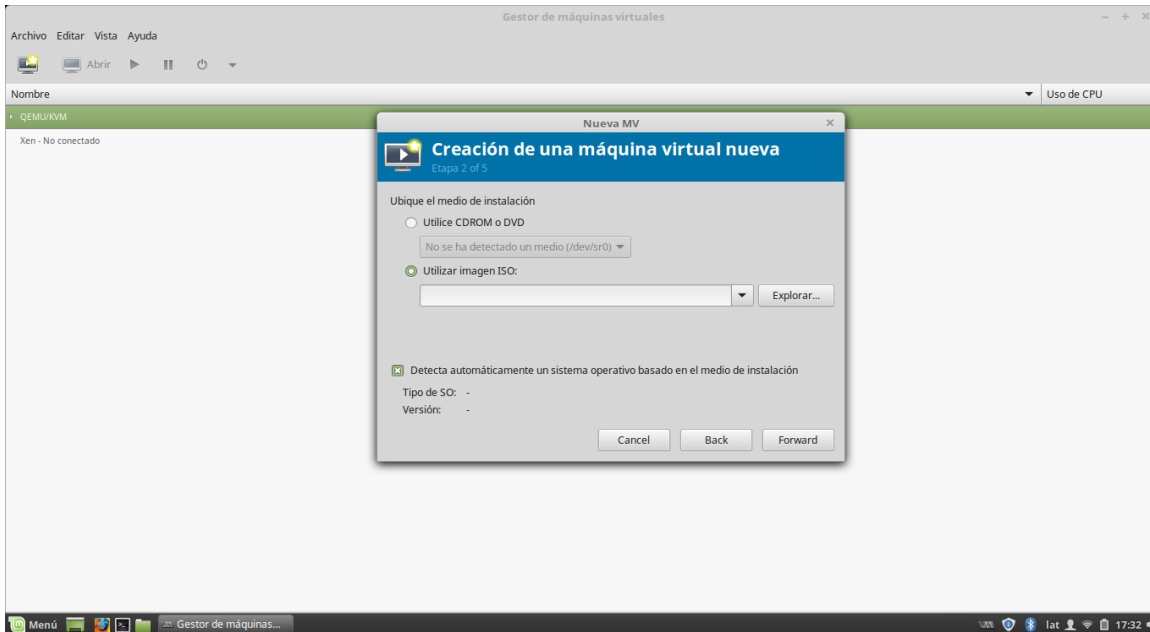 Gestor de máquinas virtuales
Archivo Editar Vista Ayuda
Abrir
Nombre Uso de CPU
QEMU/KVM
Xen - No conectado
Nueva MV
Creación de una máquina virtual nueva
Etapa 2 of 5
Ubique el medio de instalación
Utilice CDROM o DVD
No se ha detectado un medio (/dev/sr0)
Utilizar imagen ISO:
Explorar...
Detecta automáticamente un sistema operativo basado en el medio de instalación
Tipo de SO: -
Versión: -
Cancel Back Forward
Menú Gestor de máquinas... lat 17:32